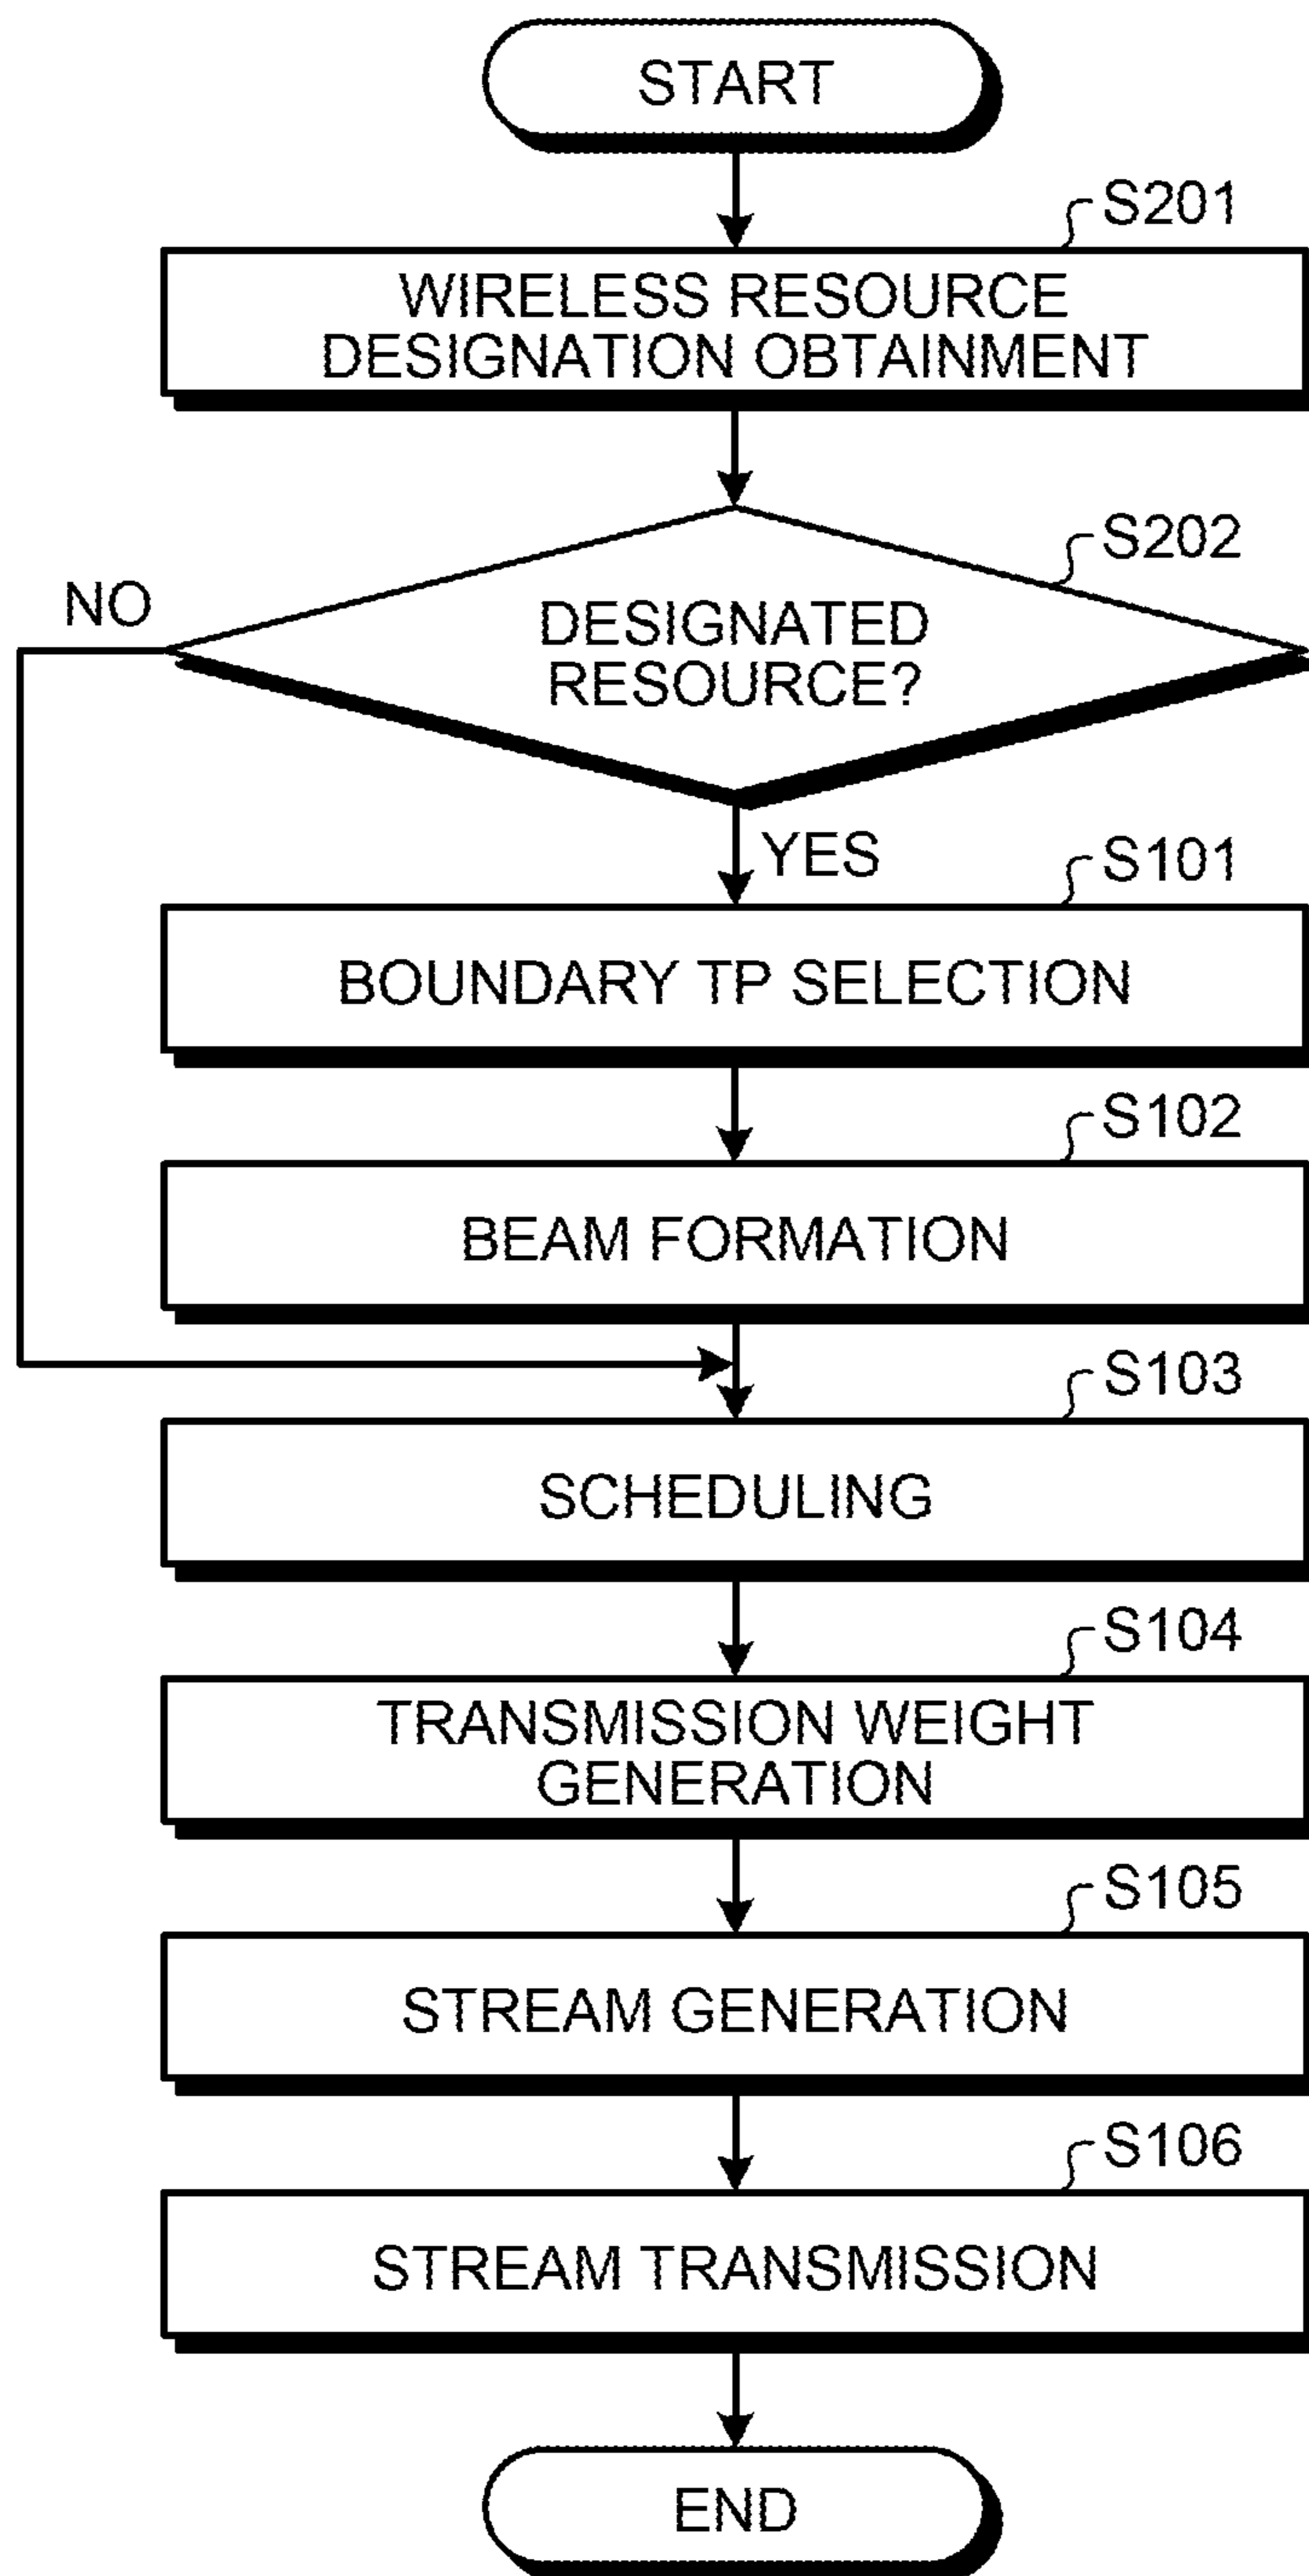 START
S201
WIRELESS RESOURCE
DESIGNATION OBTAINMENT
S202
NO
DESIGNATED
RESOURCE?
YES
S101
BOUNDARY TP SELECTION
S102
BEAM FORMATION
S103
SCHEDULING
S104
TRANSMISSION WEIGHT
GENERATION
S105
STREAM GENERATION
S106
STREAM TRANSMISSION
END